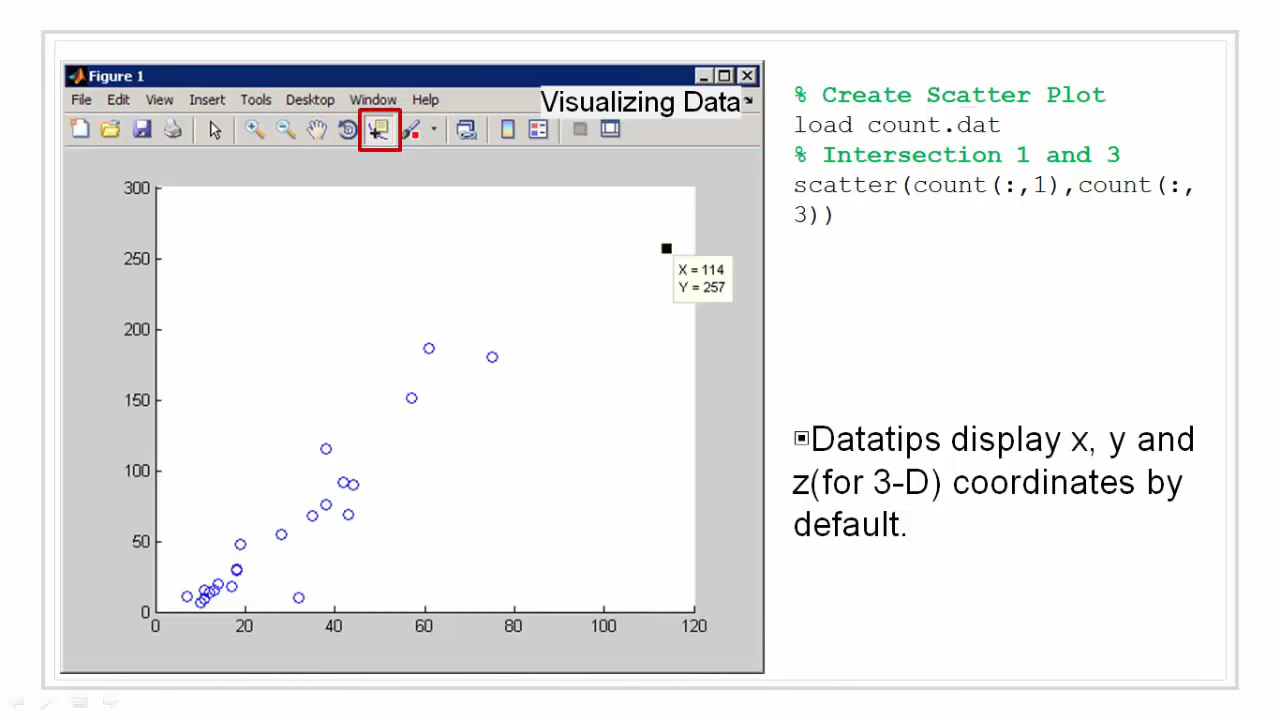 Figure 1
File Edit View Insert Tools Desktop Window Help
Visualizing Data
300
250
200
150
100
50
0
0 20 40 60 80 100 120
X = 114
Y = 257
% Create Scatter Plot
load count.dat
% Intersection 1 and 3
scatter(count(:,1),count(:,
3))
Datatips display x, y and
z(for 3-D) coordinates by
default.